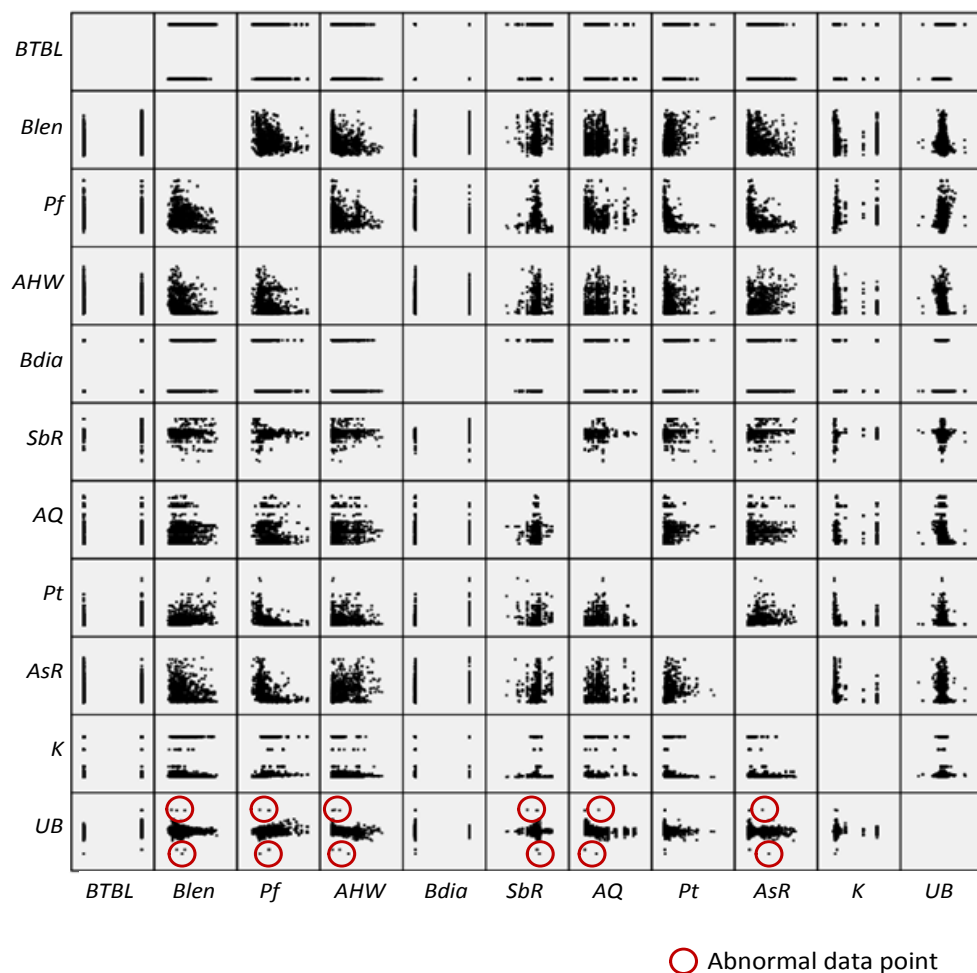 BTBL
Blen
Pf
AHW
Bdia
SbR
AQ
Pt
AsR
K
UB
BTBL Blen Pf AHW Bdia SbR AQ Pt AsR K UB
Abnormal data point